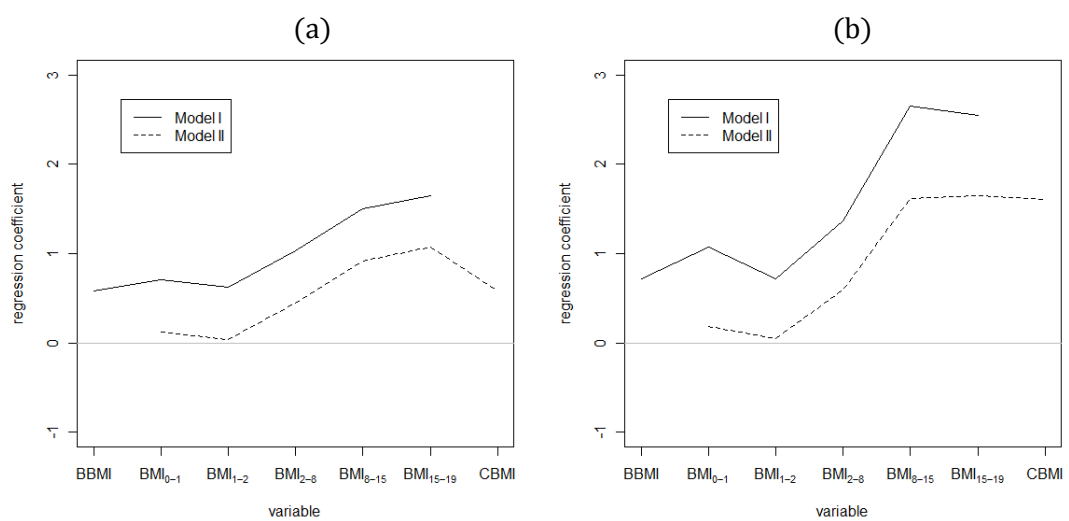 (a)
3
2
1
0
-1
regression coefficient
Model I
Model II
BBMI BMI0–1 BMI1–2 BMI2–8 BMI8–15 BMI15–19 CBMI
variable
(b)
3
2
1
0
-1
regression coefficient
Model I
Model II
BBMI BMI0–1 BMI1–2 BMI2–8 BMI8–15 BMI15–19 CBMI
variable